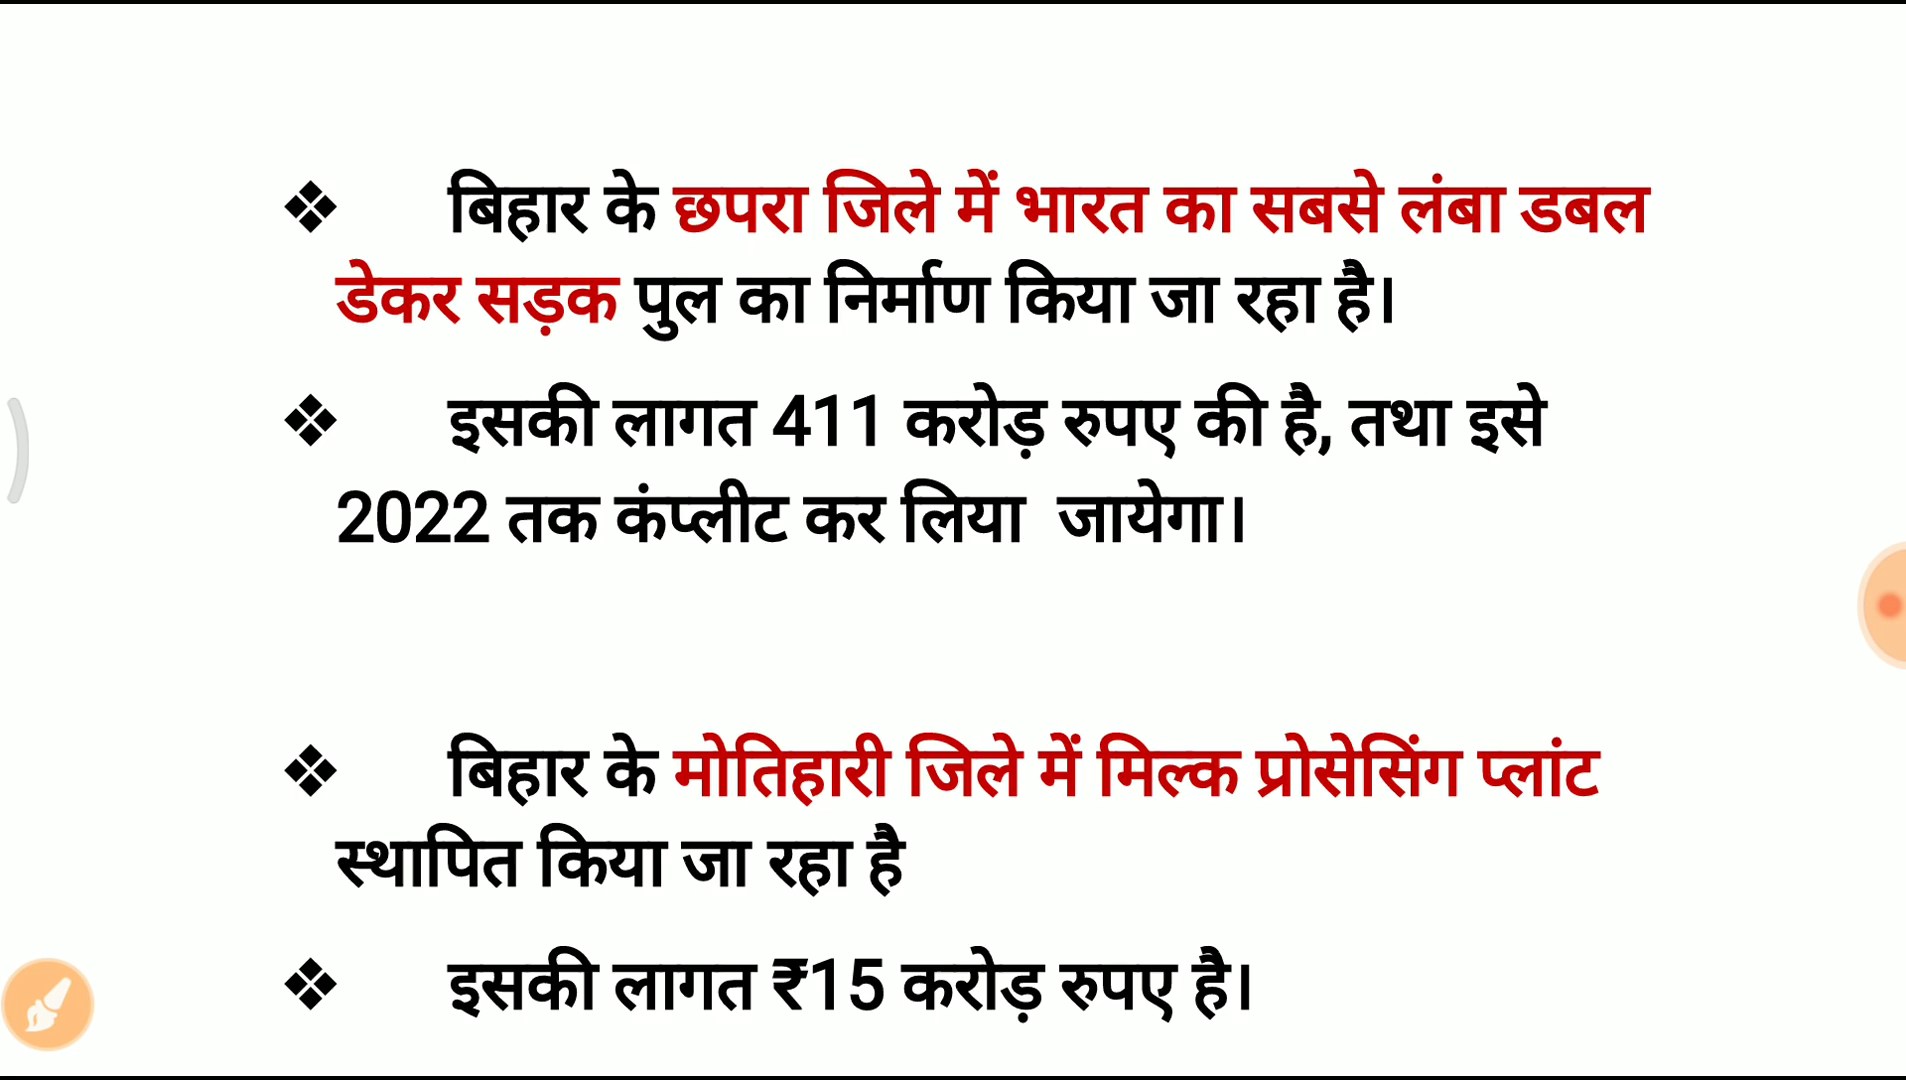 ❖ बिहार के छपरा जिले में भारत का सबसे लंबा डबल
डेकर सड़क पुल का निर्माण किया जा रहा है।
❖ इसकी लागत 411 करोड़ रुपए की है, तथा इसे
2022 तक कंप्लीट कर लिया जायेगा।
❖ बिहार के मोतिहारी जिले में मिल्क प्रोसेसिंग प्लांट
स्थापित किया जा रहा है
❖ इसकी लागत ₹15 करोड़ रुपए है।